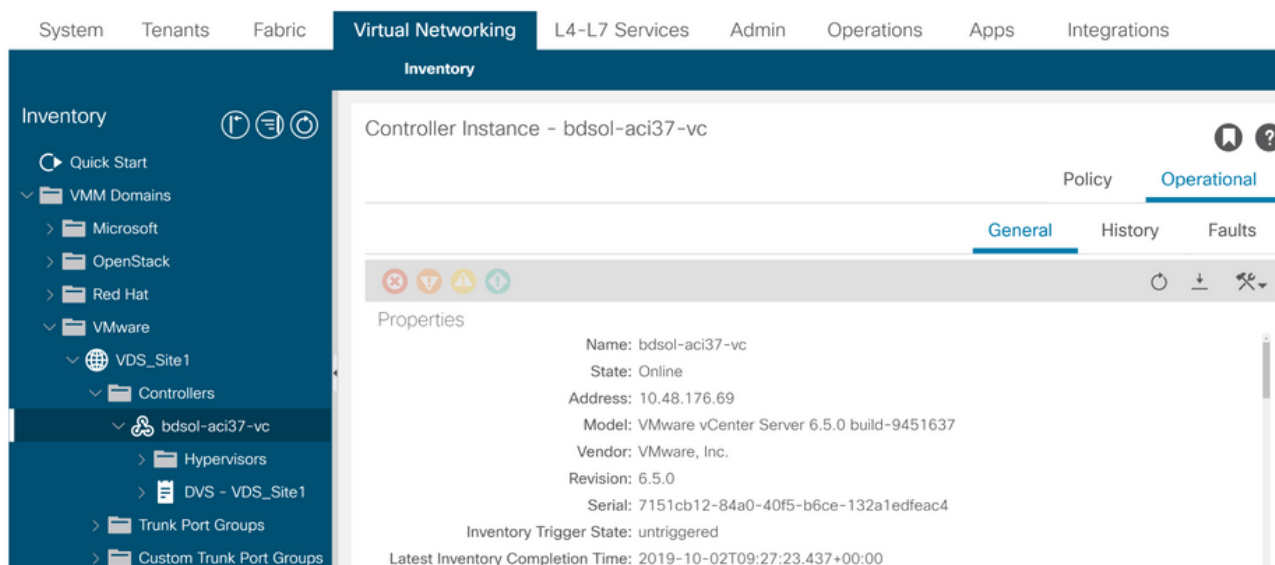 System Tenants Fabric Virtual Networking L4-L7 Services Admin Operations Apps Integrations
Inventory
Inventory
Quick Start
VMM Domains
Microsoft
OpenStack
Red Hat
VMware
VDS_Site1
Controllers
bdsol-aci37-vc
Hypervisors
DVS - VDS_Site1
Trunk Port Groups
Custom Trunk Port Groups
Controller Instance - bdsol-aci37-vc
Policy Operational
General History Faults
Properties
Name: bdsol-aci37-vc
State: Online
Address: 10.48.176.69
Model: VMware vCenter Server 6.5.0 build-9451637
Vendor: VMware, Inc.
Revision: 6.5.0
Serial: 7151cb12-84a0-40f5-b6ce-132a1edfeac4
Inventory Trigger State: untriggered
Latest Inventory Completion Time: 2019-10-02T09:27:23.437+00:00